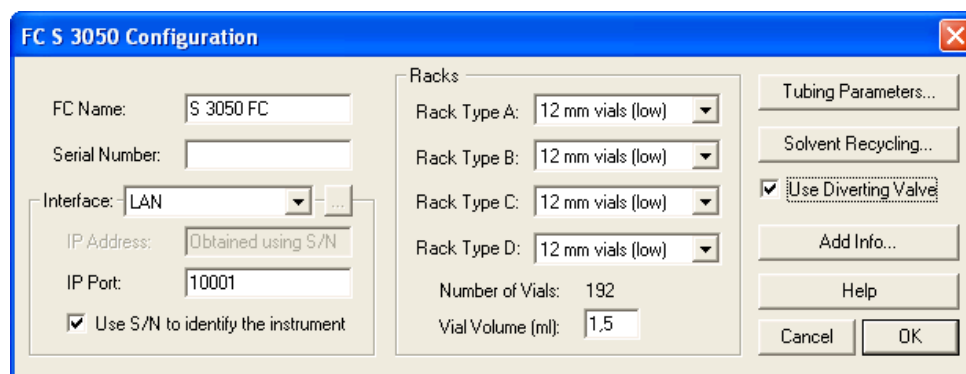 FC S 3050 Configuration
FC Name: S 3050 FC
Serial Number:
Interface: LAN ...
IP Address: Obtained using S/N
IP Port: 10001
Use S/N to identify the instrument
Racks
Rack Type A: 12 mm vials (low)
Rack Type B: 12 mm vials (low)
Rack Type C: 12 mm vials (low)
Rack Type D: 12 mm vials (low)
Number of Vials: 192
Vial Volume (ml): 1,5
Tubing Parameters...
Solvent Recycling...
Use Diverting Valve
Add Info...
Help
Cancel OK